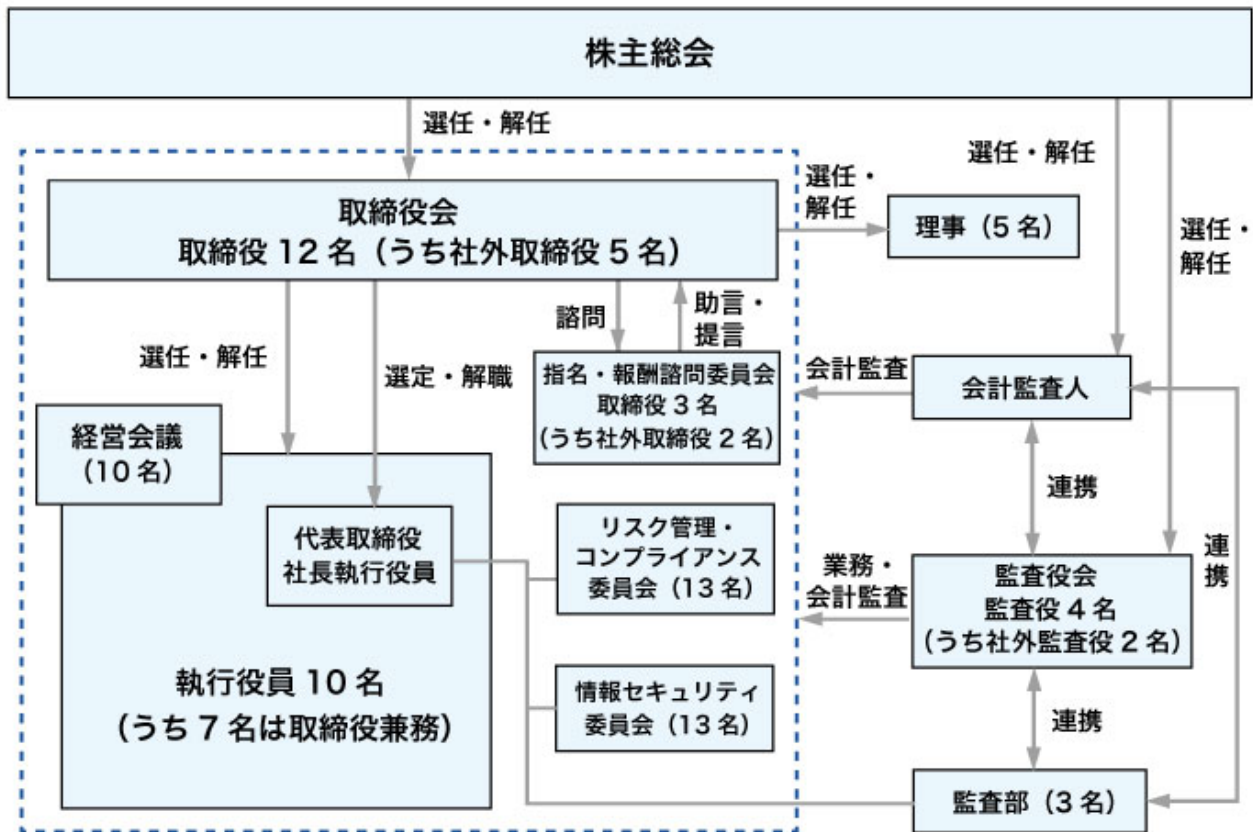 株主総会
選任・解任
選任・解任
選任・
解任
取締役会
取締役 12 名（うち社外取締役 5 名）
選任・
解任
理事（5 名）
選任・解任
選定・解職
諮問
助言・
提言
指名・報酬諮問委員会
取締役 3 名
（うち社外取締役 2 名）
会計監査
会計監査人
経営会議
（10 名）
代表取締役
社長執行役員
執行役員 10 名
（うち 7 名は取締役兼務）
リスク管理・
コンプライアンス
委員会（13 名）
情報セキュリティ
委員会（13 名）
連携
業務・
会計監査
監査役会
監査役 4 名
（うち社外監査役 2 名）
連携
連携
監査部（3 名）